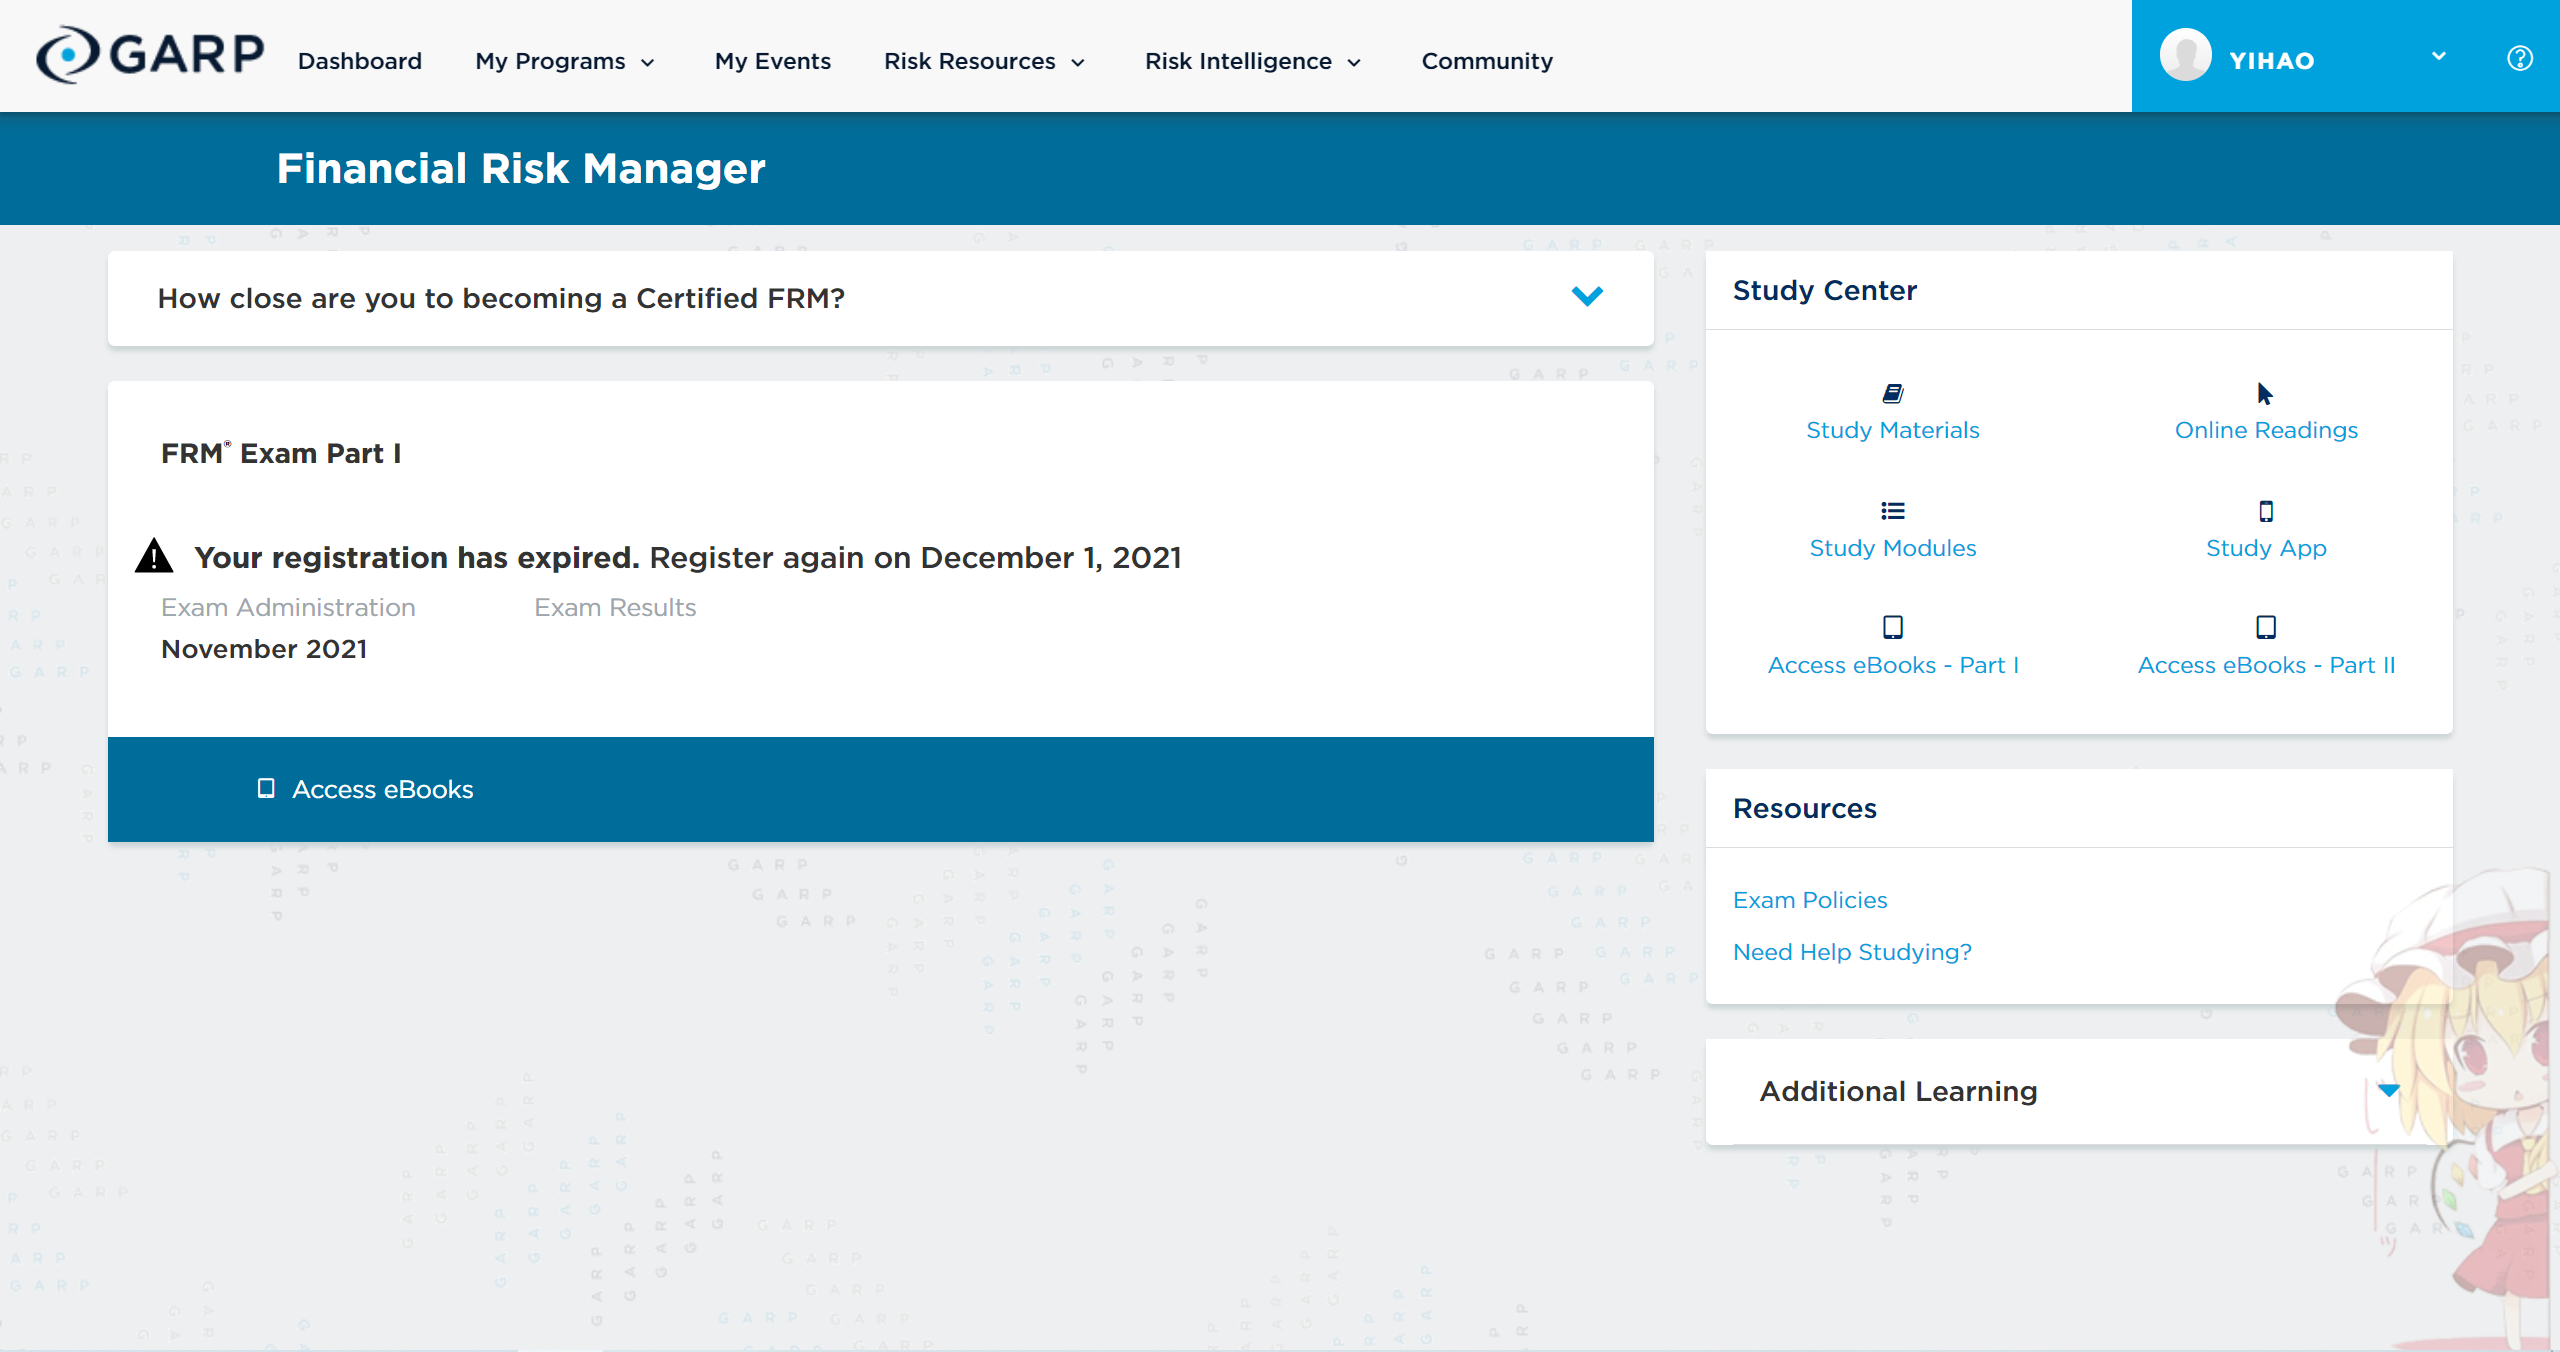 GARP
Dashboard
My Programs
My Events
Risk Resources
Risk Intelligence
Community
YIHAO
Financial Risk Manager
How close are you to becoming a Certified FRM?
FRM® Exam Part I
Your registration has expired. Register again on December 1, 2021
Exam Administration
Exam Results
November 2021
Access eBooks
Study Center
Study Materials
Online Readings
Study Modules
Study App
Access eBooks - Part I
Access eBooks - Part II
Resources
Exam Policies
Need Help Studying?
Additional Learning